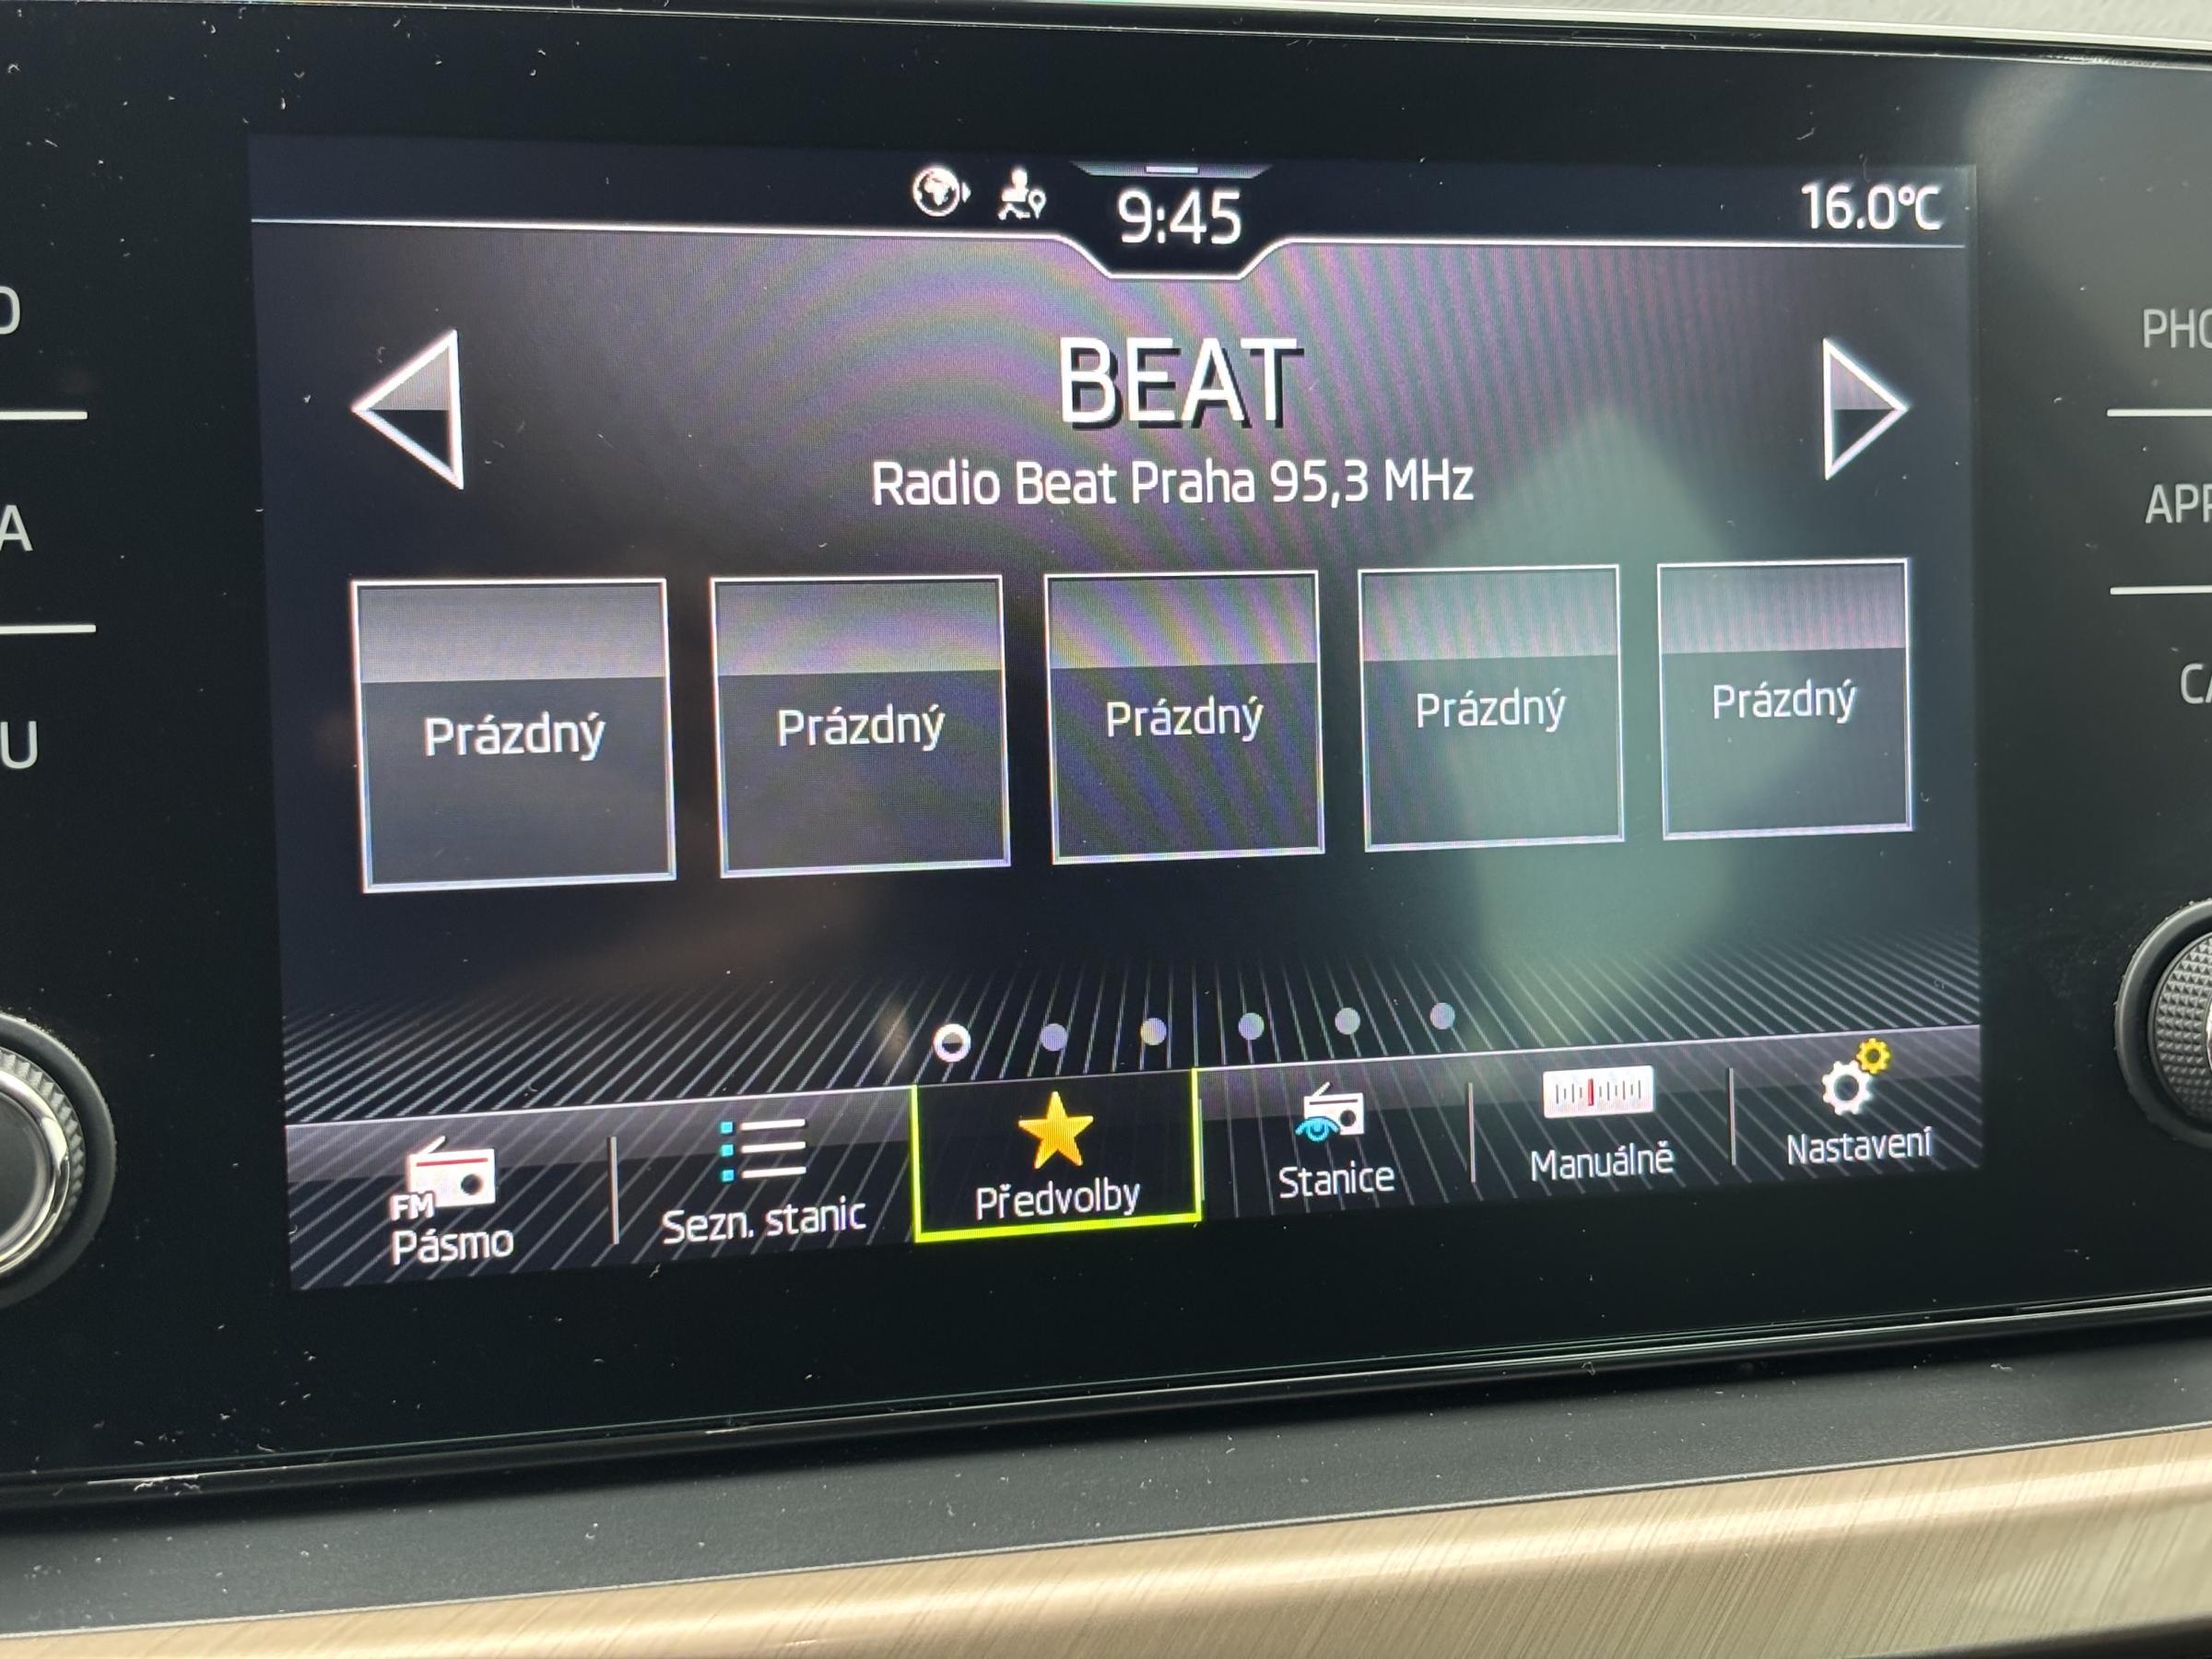 9:45
16.0°C
BEAT
Radio Beat Praha 95,3 MHz
Prázdný
Prázdný
Prázdný
Prázdný
Prázdný
FM
Pásmo
Sezn. stanic
Předvolby
Stanice
Manuálně
Nastavení